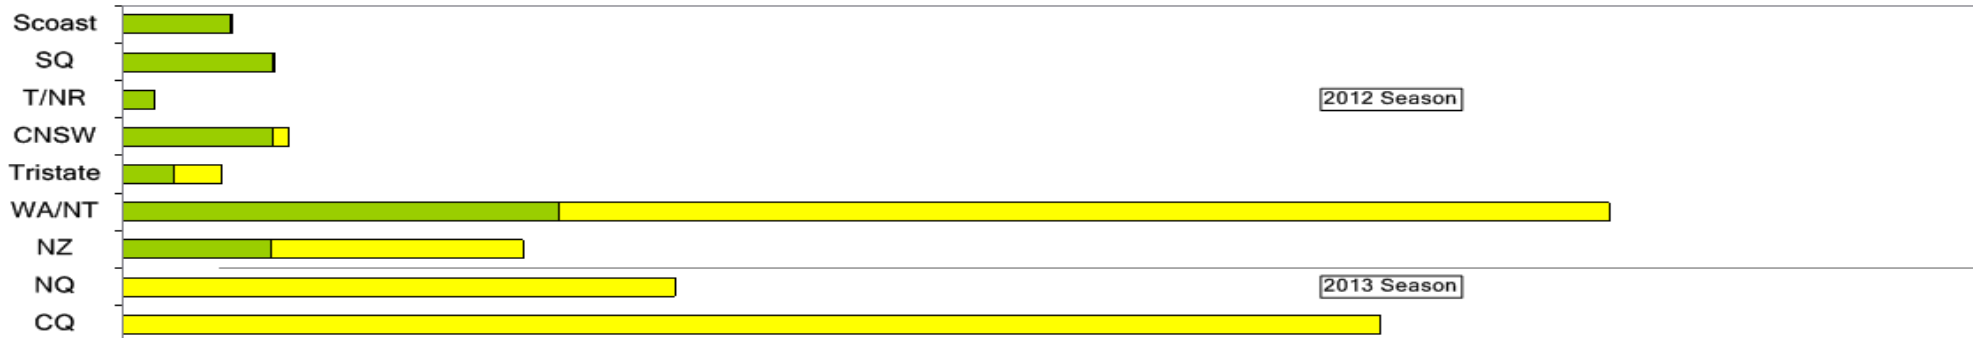 Scoast
SQ
T/NR
2012 Season
CNSW
Tristate
WA/NT
NZ
NQ
2013 Season
CQ